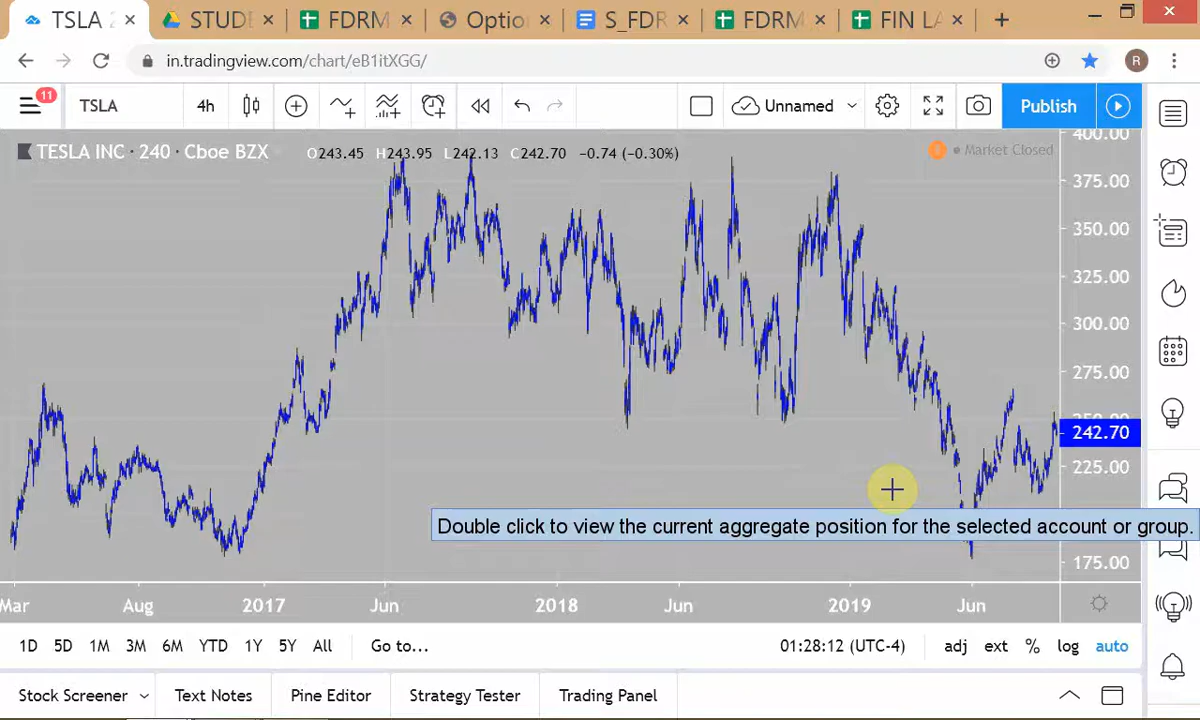 TSLA 2 × STUDE × FDRM × Optio × S_FDR × FDRM × FIN LA × +
in.tradingview.com/chart/eB1itXGG/ R
11 TSLA 4h Unnamed Publish
TESLA INC · 240 · Cboe BZX O243.45 H243.95 L242.13 C242.70 −0.74 (−0.30%) Market Closed
400.00
375.00
350.00
325.00
300.00
275.00
250.00
242.70
225.00
Double click to view the current aggregate position for the selected account or group.
175.00
Mar Aug 2017 Jun 2018 Jun 2019 Jun
1D 5D 1M 3M 6M YTD 1Y 5Y All Go to... 01:28:12 (UTC-4) adj ext % log auto
Stock Screener Text Notes Pine Editor Strategy Tester Trading Panel